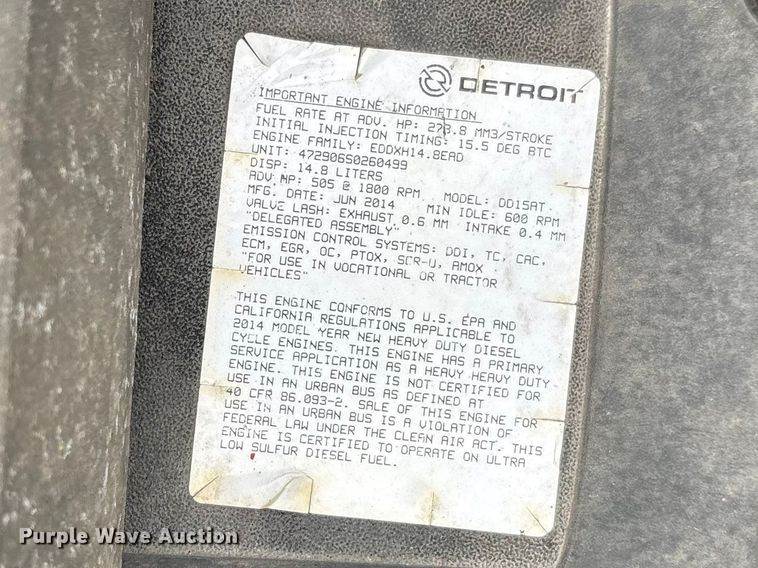 DETROIT
IMPORTANT ENGINE INFORMATION
FUEL RATE AT ADV. HP: 273.8 MM3/STROKE
INITIAL INJECTION TIMING: 15.5 DEG BTC
ENGINE FAMILY: EDDXH14.8EAD
UNIT: 472906S0260499
DISP: 14.8 LITERS
ADV HP: 505 @ 1800 RPM MODEL: DD15AT
MFG. DATE: JUN 2014 MIN IDLE: 600 RPM
VALVE LASH: EXHAUST 0.6 MM INTAKE 0.4 MM
"DELEGATED ASSEMBLY"
EMISSION CONTROL SYSTEMS: DDI, TC, CAC,
ECM, EGR, OC, PTOX, SCR-U, AMOX
"FOR USE IN VOCATIONAL OR TRACTOR
VEHICLES"
THIS ENGINE CONFORMS TO U.S. EPA AND
CALIFORNIA REGULATIONS APPLICABLE TO
2014 MODEL YEAR NEW HEAVY DUTY DIESEL
CYCLE ENGINES. THIS ENGINE HAS A PRIMARY
SERVICE APPLICATION AS A HEAVY HEAVY DUTY
ENGINE. THIS ENGINE IS NOT CERTIFIED FOR
USE IN AN URBAN BUS AS DEFINED AT
40 CFR 86.093-2. SALE OF THIS ENGINE FOR
USE IN AN URBAN BUS IS A VIOLATION OF
FEDERAL LAW UNDER THE CLEAN AIR ACT. THIS
ENGINE IS CERTIFIED TO OPERATE ON ULTRA
LOW SULFUR DIESEL FUEL.
Purple Wave Auction